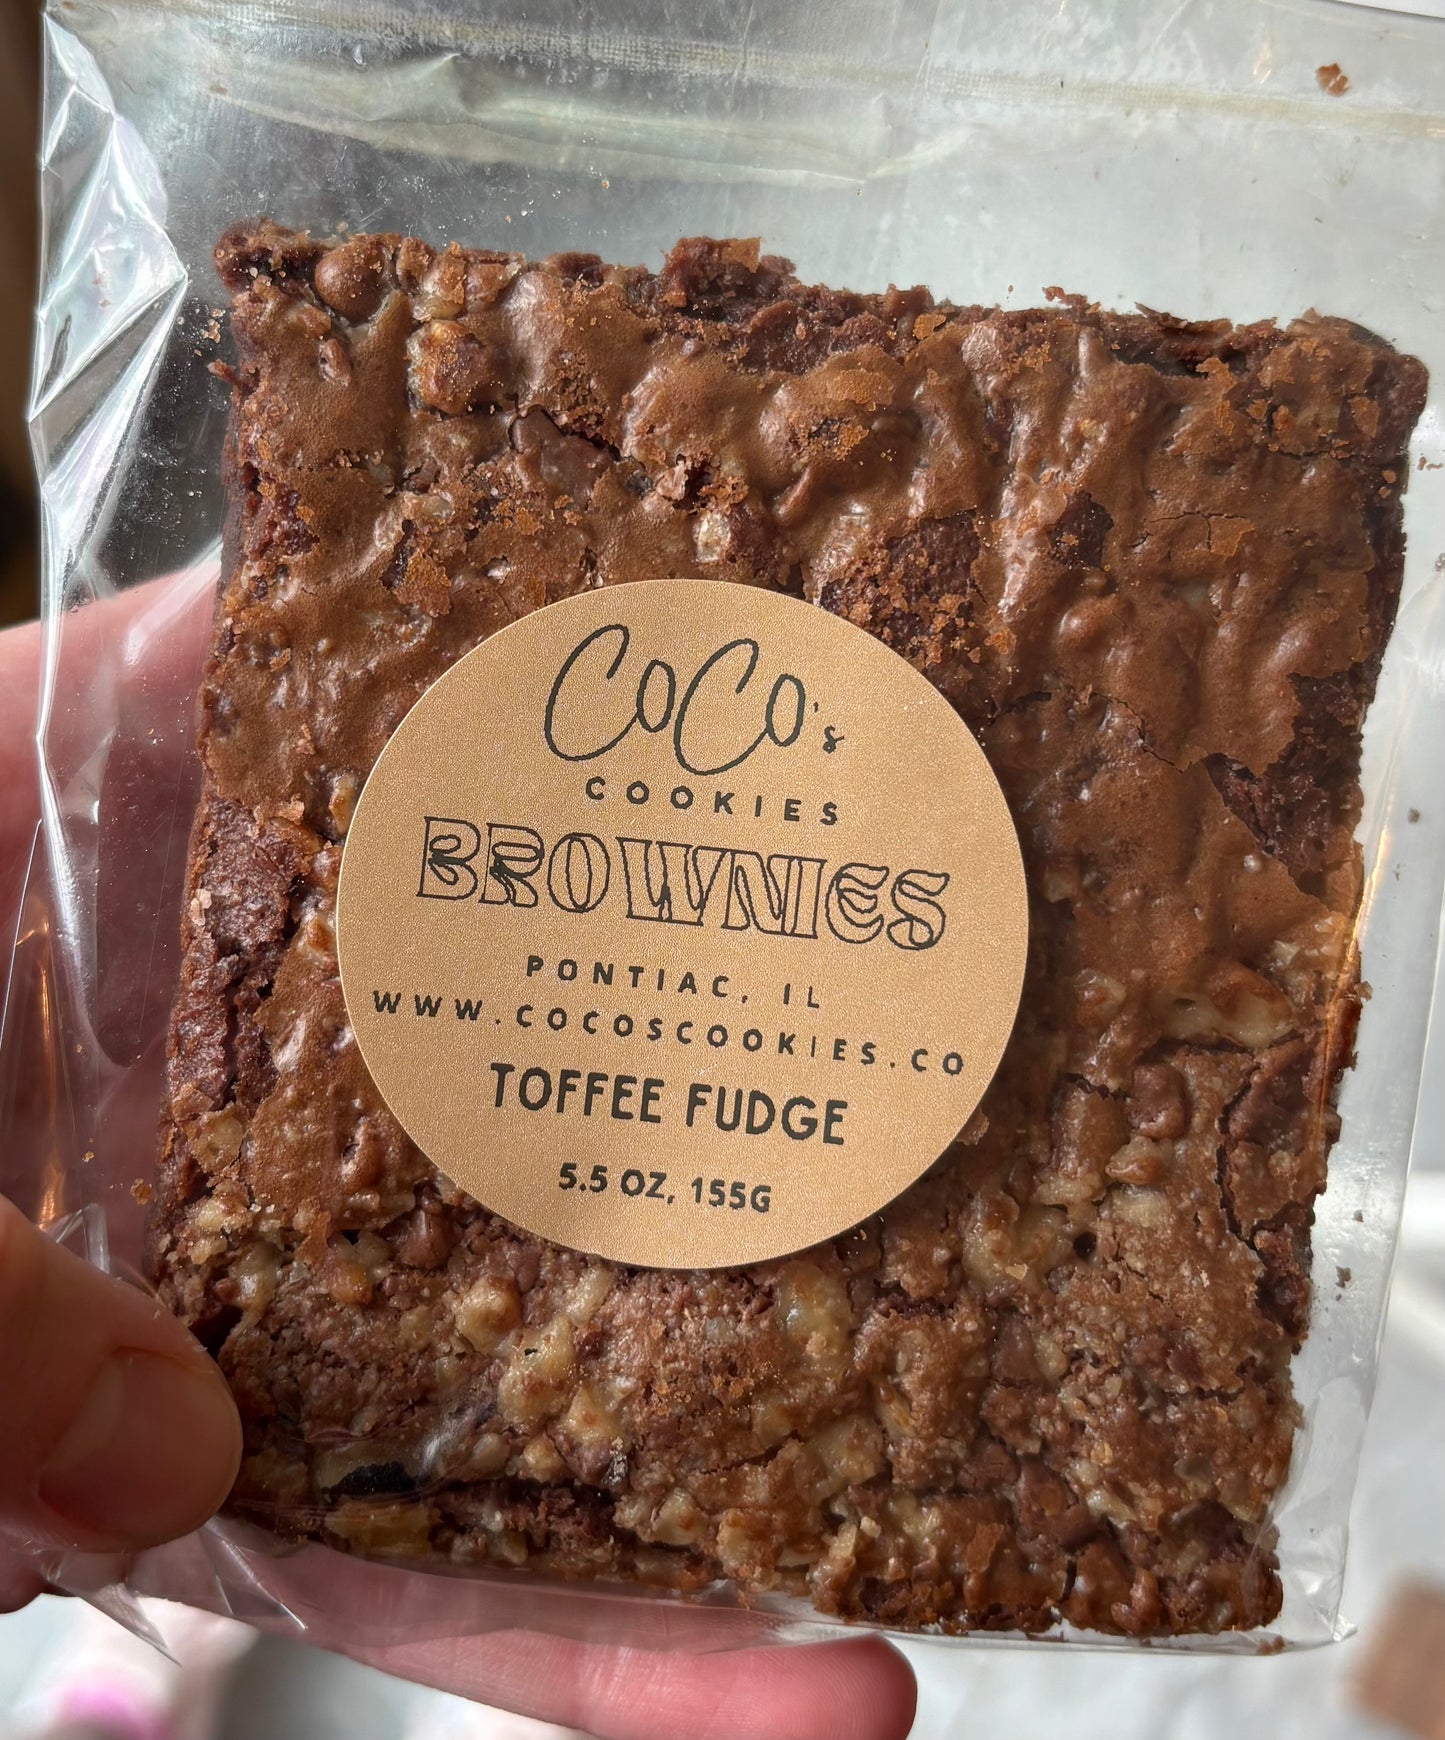 CoCo's
COOKIES
BROWNIES
PONTIAC, IL
WWW.COCOSCOOKIES.CO
TOFFEE FUDGE
5.5 OZ, 155G